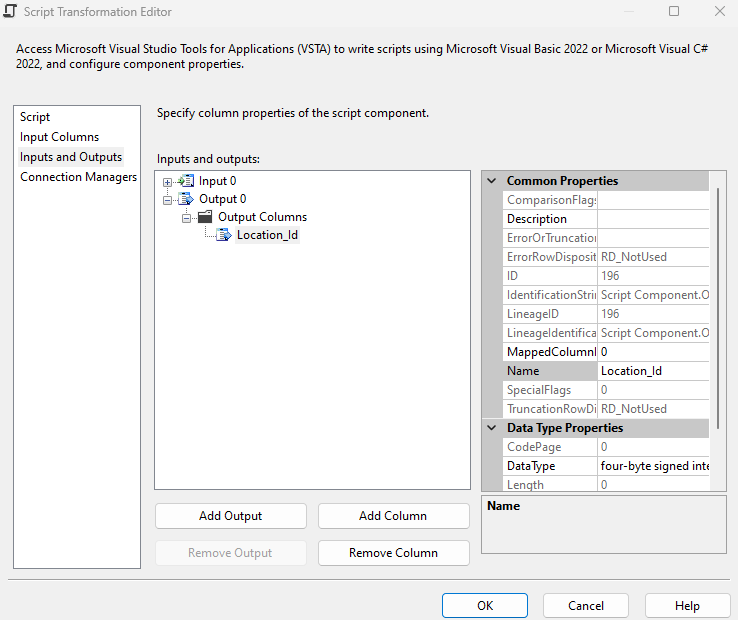 Script Transformation Editor
Access Microsoft Visual Studio Tools for Applications (VSTA) to write scripts using Microsoft Visual Basic 2022 or Microsoft Visual C#
2022, and configure component properties.
Script
Input Columns
Inputs and Outputs
Connection Managers
Specify column properties of the script component.
Inputs and outputs:
Input 0
Output 0
Output Columns
Location_Id
Common Properties
ComparisonFlags
Description
ErrorOrTruncation
ErrorRowDisposit RD_NotUsed
ID 196
IdentificationStri Script Component.O
LineageID 196
LineageIdentifica Script Component.O
MappedColumnI 0
Name Location_Id
SpecialFlags 0
TruncationRowDi RD_NotUsed
Data Type Properties
CodePage 0
DataType four-byte signed inte
Length 0
Add Output
Add Column
Remove Output
Remove Column
Name
OK
Cancel
Help